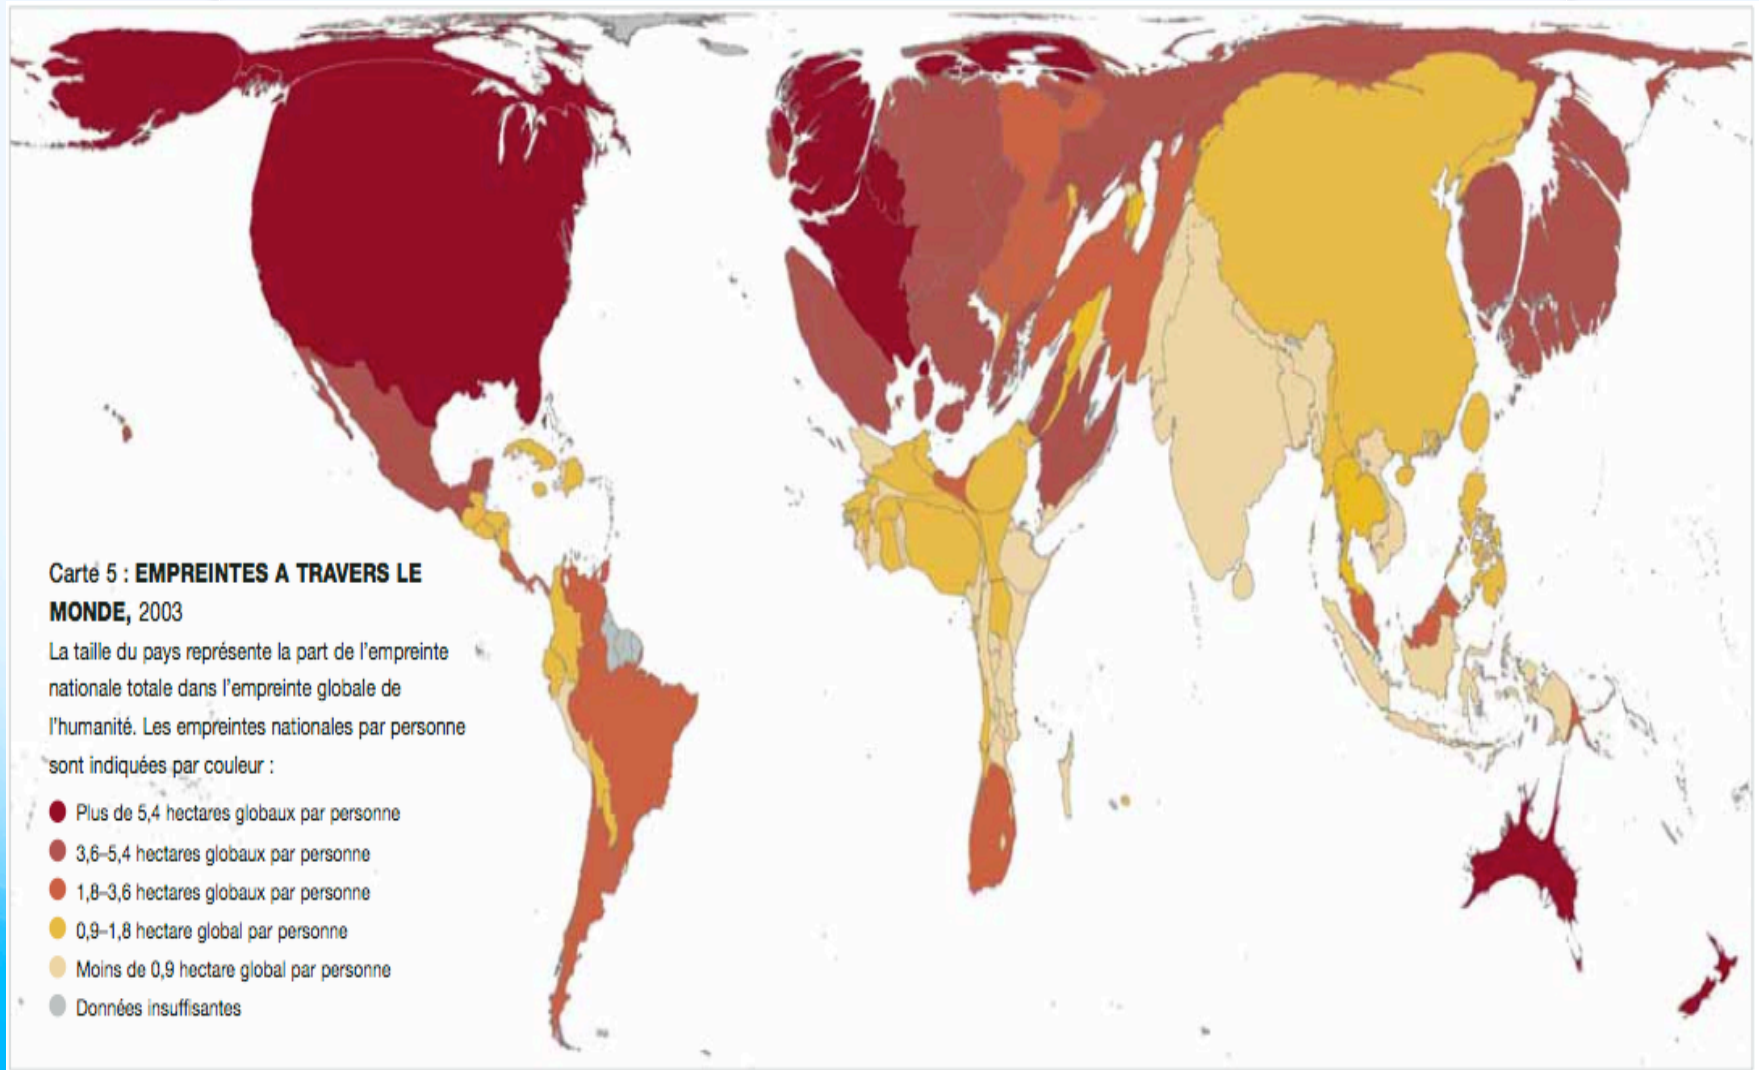 Carte 5 : EMPREINTES A TRAVERS LE
MONDE, 2003
La taille du pays représente la part de l'empreinte
nationale totale dans l'empreinte globale de
l'humanité. Les empreintes nationales par personne
sont indiquées par couleur :
Plus de 5,4 hectares globaux par personne
3,6–5,4 hectares globaux par personne
1,8–3,6 hectares globaux par personne
0,9–1,8 hectare global par personne
Moins de 0,9 hectare global par personne
Données insuffisantes